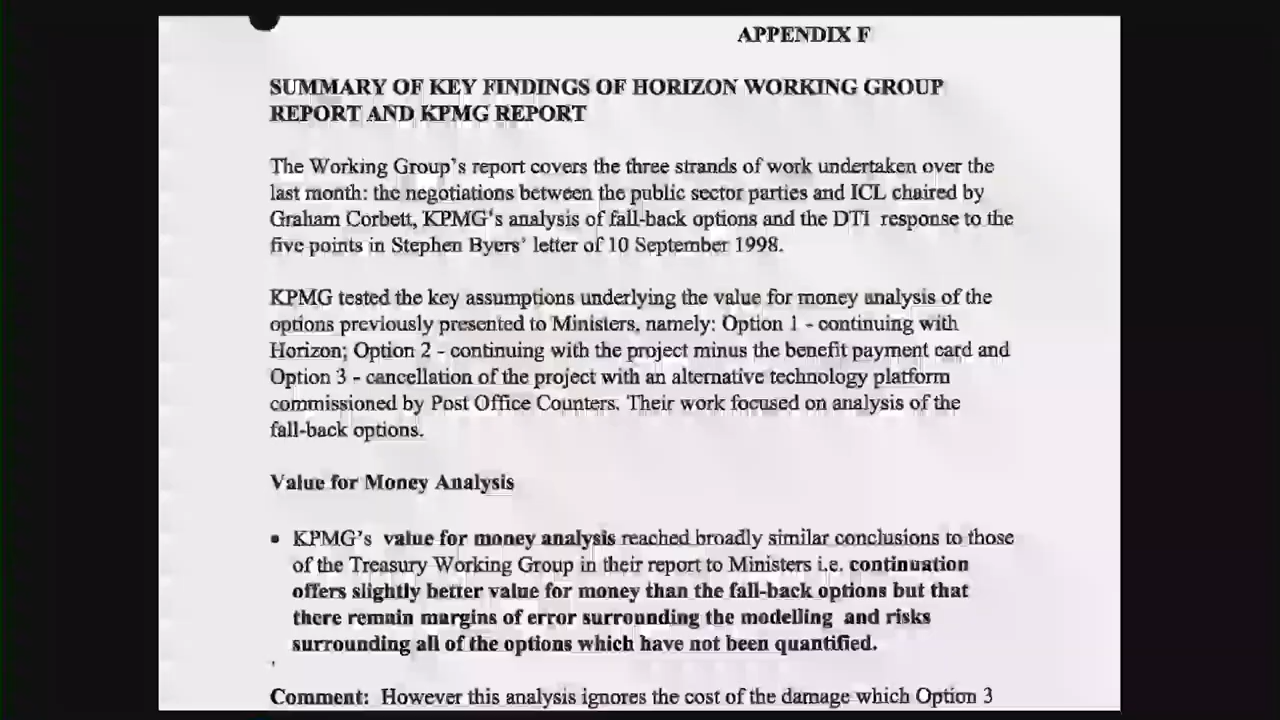 APPENDIX F
SUMMARY OF KEY FINDINGS OF HORIZON WORKING GROUP
REPORT AND KPMG REPORT
The Working Group's report covers the three strands of work undertaken over the
last month: the negotiations between the public sector parties and ICL chaired by
Graham Corbett, KPMG's analysis of fall-back options and the DTI response to the
five points in Stephen Byers' letter of 10 September 1998.
KPMG tested the key assumptions underlying the value for money analysis of the
options previously presented to Ministers, namely: Option 1 - continuing with
Horizon; Option 2 - continuing with the project minus the benefit payment card and
Option 3 - cancellation of the project with an alternative technology platform
commissioned by Post Office Counters. Their work focused on analysis of the
fall-back options.
Value for Money Analysis
• KPMG's value for money analysis reached broadly similar conclusions to those
of the Treasury Working Group in their report to Ministers i.e. continuation
offers slightly better value for money than the fall-back options but that
there remain margins of error surrounding the modelling and risks
surrounding all of the options which have not been quantified.
Comment: However this analysis ignores the cost of the damage which Option 3